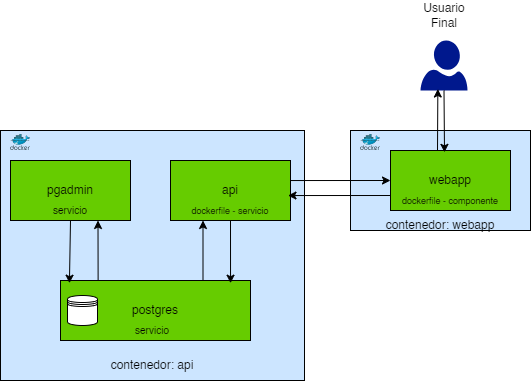 Usuario
Final
docker
docker
pgadmin
servicio
api
dockerfile - servicio
webapp
dockerfile - componente
contenedor: webapp
postgres
servicio
contenedor: api